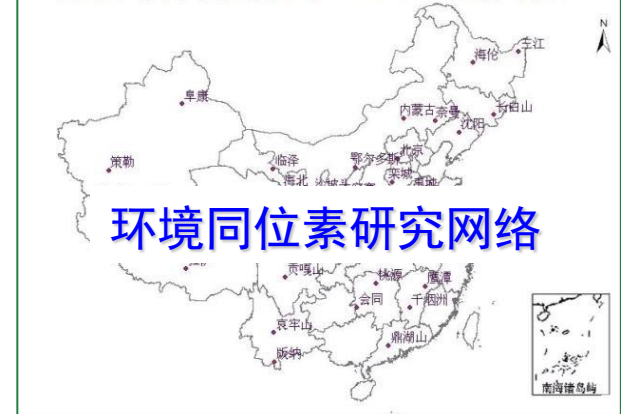 N
三江
海伦
阜康
内蒙古 奈曼
长白山
沈阳
北京
策勒
临泽
鄂尔多斯
栾城
海北
环境同位素研究网络
贡嘎山
桃源
鹰潭
会同
千烟洲
哀牢山
鼎湖山
版纳
南海诸岛屿